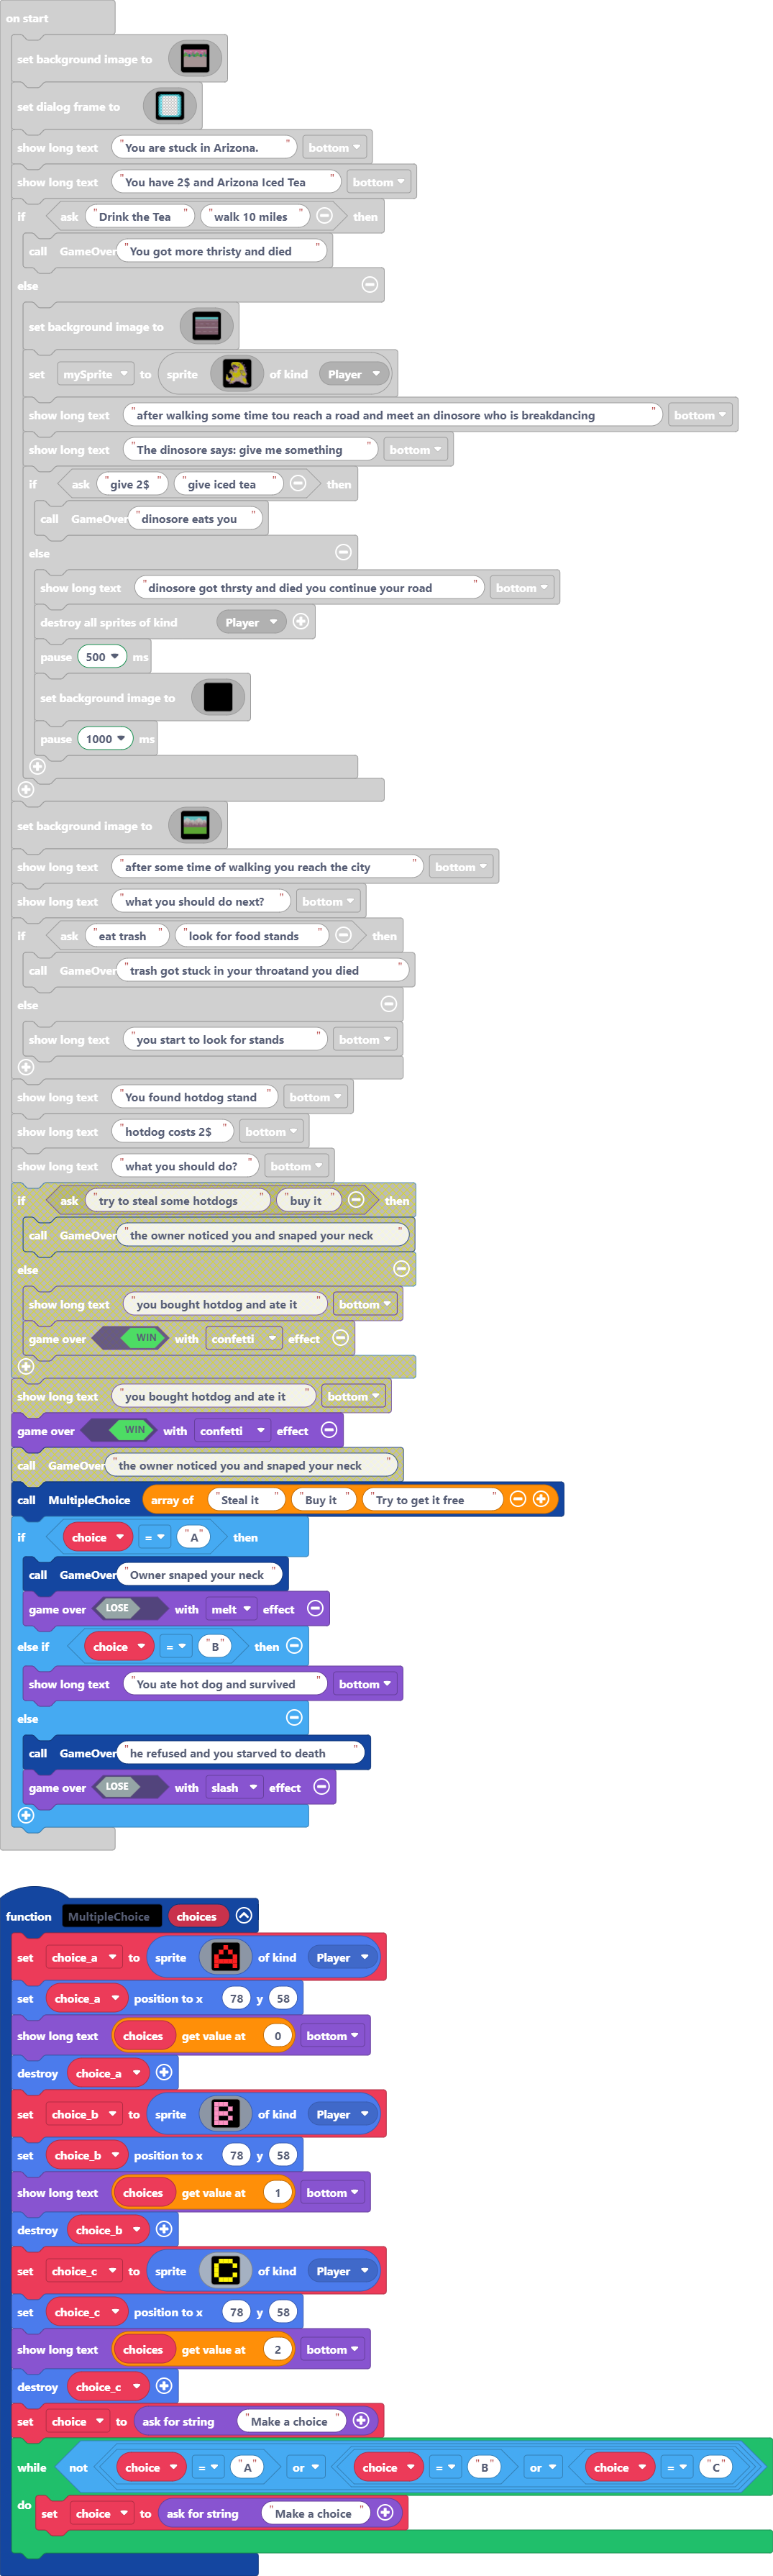 on start
set background image to
set dialog frame to
show long text "You are stuck in Arizona." bottom
show long text "You have 2$ and Arizona Iced Tea" bottom
if ask "Drink the Tea" "walk 10 miles" then
call GameOver "You got more thristy and died"
else
set background image to
set mySprite to sprite of kind Player
show long text "after walking some time tou reach a road and meet an dinosore who is breakdancing" bottom
show long text "The dinosore says: give me something" bottom
if ask "give 2$" "give iced tea" then
call GameOver "dinosore eats you"
else
show long text "dinosore got thrsty and died you continue your road" bottom
destroy all sprites of kind Player
pause 500 ms
set background image to
pause 1000 ms
set background image to
show long text "after some time of walking you reach the city" bottom
show long text "what you should do next?" bottom
if ask "eat trash" "look for food stands" then
call GameOver "trash got stuck in your throatand you died"
else
show long text "you start to look for stands" bottom
show long text "You found hotdog stand" bottom
show long text "hotdog costs 2$" bottom
show long text "what you should do?" bottom
if ask "try to steal some hotdogs" "buy it" then
call GameOver "the owner noticed you and snaped your neck"
else
show long text "you bought hotdog and ate it" bottom
game over WIN with confetti effect
show long text "you bought hotdog and ate it" bottom
game over WIN with confetti effect
call GameOver "the owner noticed you and snaped your neck"
call MultipleChoice array of "Steal it" "Buy it" "Try to get it free"
if choice = "A" then
call GameOver "Owner snaped your neck"
game over LOSE with melt effect
else if choice = "B" then
show long text "You ate hot dog and survived" bottom
else
call GameOver "he refused and you starved to death"
game over LOSE with slash effect
function MultipleChoice choices
set choice_a to sprite A of kind Player
set choice_a position to x 78 y 58
show long text choices get value at 0 bottom
destroy choice_a
set choice_b to sprite B of kind Player
set choice_b position to x 78 y 58
show long text choices get value at 1 bottom
destroy choice_b
set choice_c to sprite C of kind Player
set choice_c position to x 78 y 58
show long text choices get value at 2 bottom
destroy choice_c
set choice to ask for string "Make a choice"
while not choice = "A" or choice = "B" or choice = "C"
do set choice to ask for string "Make a choice"